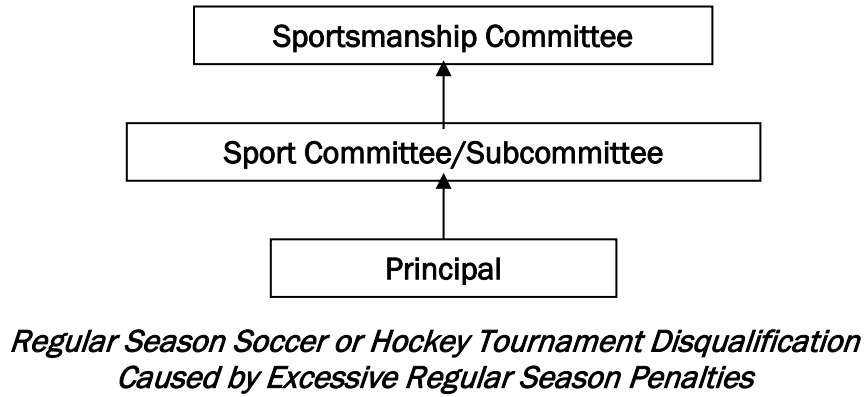 Sportsmanship Committee
Sport Committee/Subcommittee
Principal
Regular Season Soccer or Hockey Tournament Disqualification
Caused by Excessive Regular Season Penalties